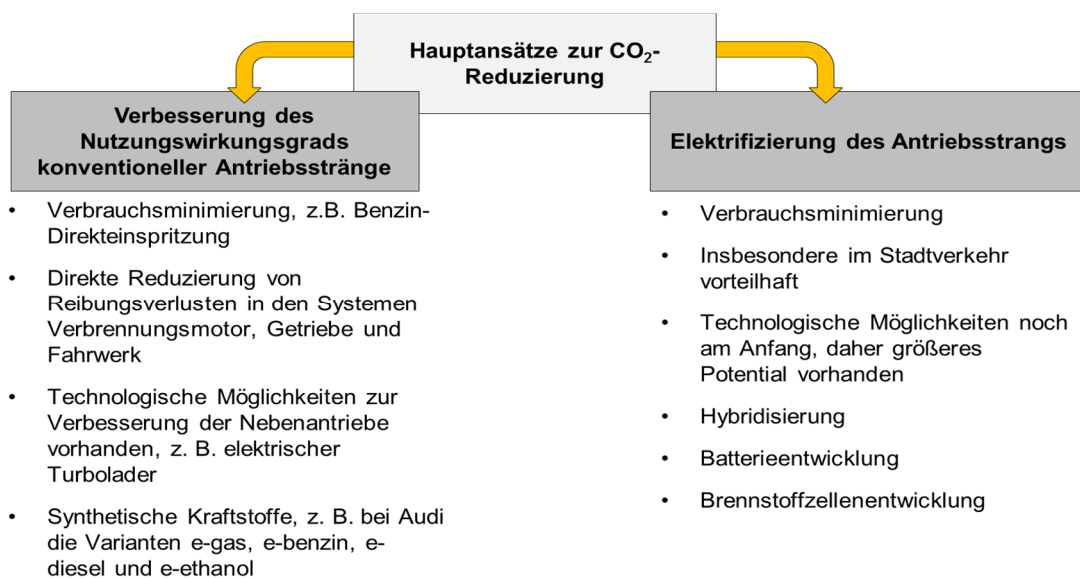 Hauptansätze zur CO₂-
Reduzierung
Verbesserung des
Nutzungswirkungsgrads
konventioneller Antriebsstränge
• Verbrauchsminimierung, z.B. Benzin-
Direkteinspritzung
• Direkte Reduzierung von
Reibungsverlusten in den Systemen
Verbrennungsmotor, Getriebe und
Fahrwerk
• Technologische Möglichkeiten zur
Verbesserung der Nebenantriebe
vorhanden, z. B. elektrischer
Turbolader
• Synthetische Kraftstoffe, z. B. bei Audi
die Varianten e-gas, e-benzin, e-
diesel und e-ethanol
Elektrifizierung des Antriebsstrangs
• Verbrauchsminimierung
• Insbesondere im Stadtverkehr
vorteilhaft
• Technologische Möglichkeiten noch
am Anfang, daher größeres
Potential vorhanden
• Hybridisierung
• Batterieentwicklung
• Brennstoffzellenentwicklung